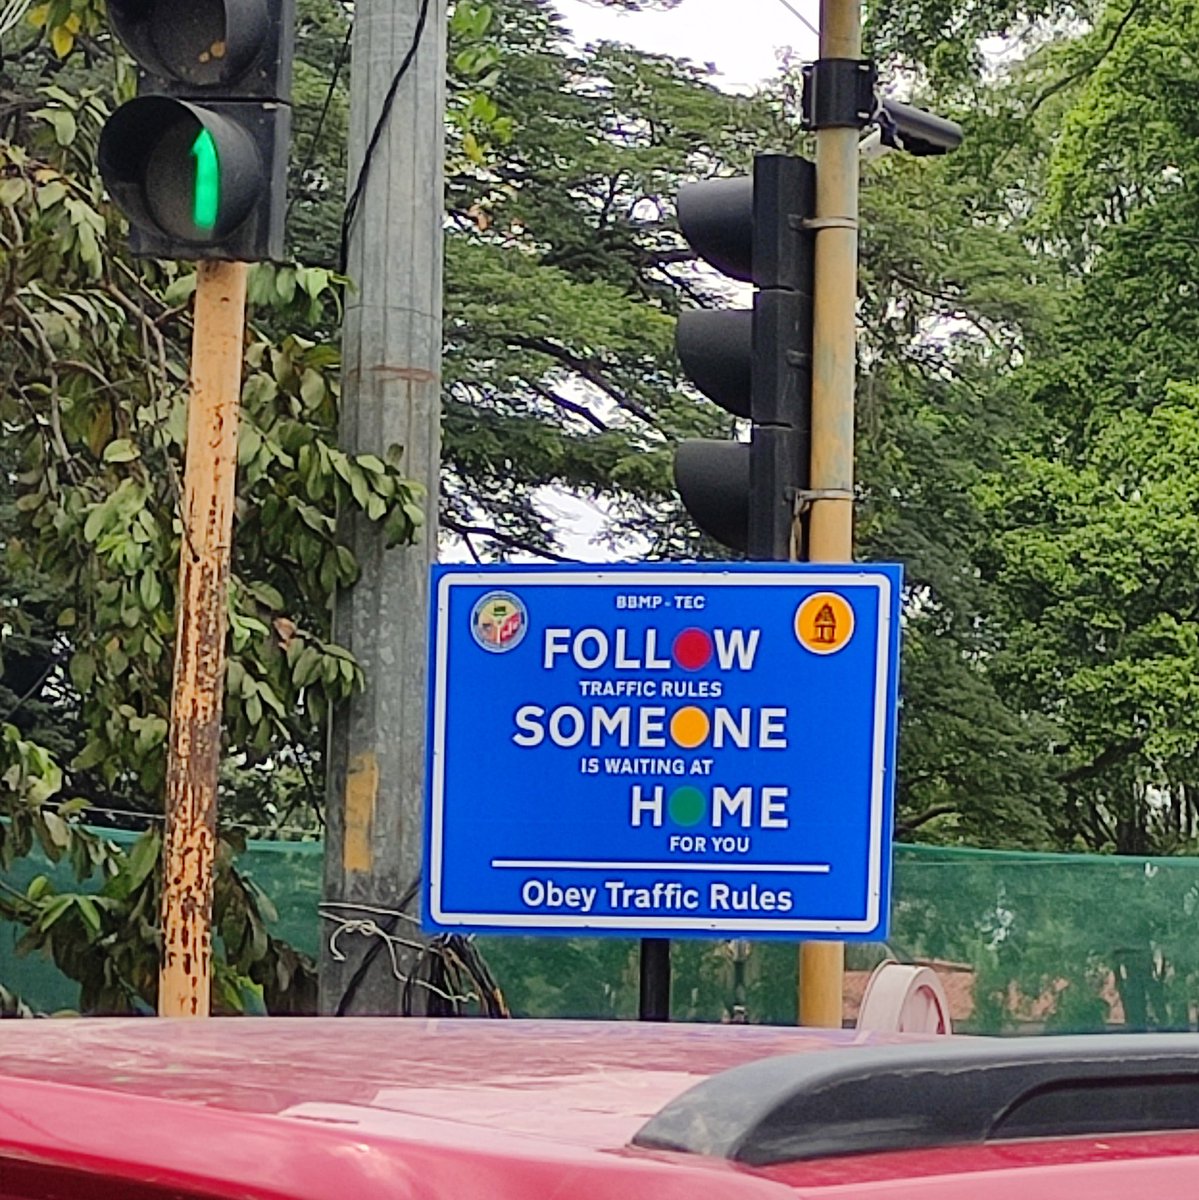 BBMP - TEC
FOLLOW
TRAFFIC RULES
SOMEONE
IS WAITING AT
HOME
FOR YOU
Obey Traffic Rules